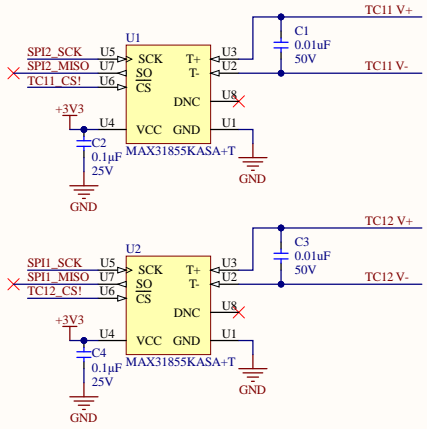 U1
C1
0.01uF
50V
TC11 V+
TC11 V-
SPI2_SCK U5 SCK T+ U3
SPI2_MISO U7 SO T- U2
TC11_CS! U6 CS
DNC U8
+3V3
U4 VCC GND U1
MAX31855KASA+T
C2
0.1µF
25V
GND
GND
U2
C3
0.01uF
50V
TC12 V+
TC12 V-
SPI1_SCK U5 SCK T+ U3
SPI1_MISO U7 SO T- U2
TC12_CS! U6 CS
DNC U8
+3V3
U4 VCC GND U1
MAX31855KASA+T
C4
0.1µF
25V
GND
GND